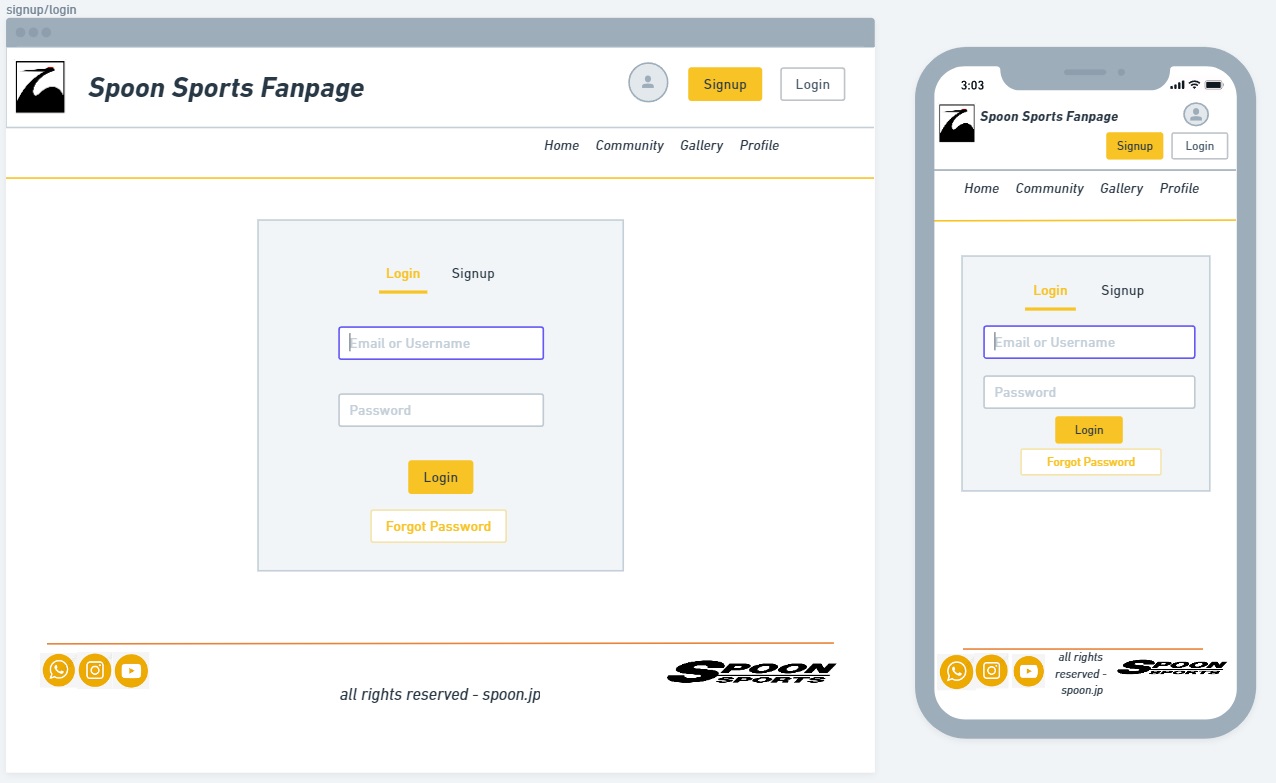 signup/login
Spoon Sports Fanpage
Signup
Login
Home Community Gallery Profile
Login Signup
Email or Username
Password
Login
Forgot Password
all rights reserved - spoon.jp
SPOON
SPORTS
3:03
Spoon Sports Fanpage
Signup
Login
Home Community Gallery Profile
Login Signup
Email or Username
Password
Login
Forgot Password
all rights
reserved -
spoon.jp
SPOON
SPORTS